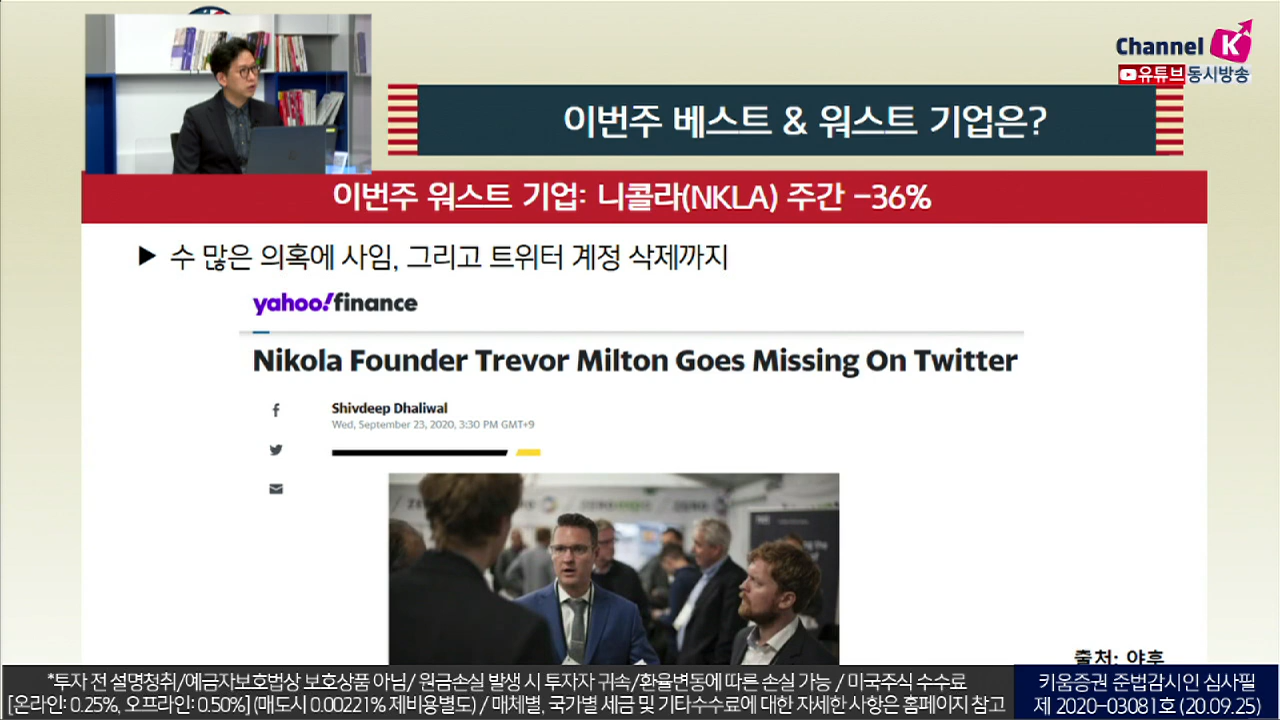 Channel K
유튜브동시방송
이번주 베스트 & 워스트 기업은?
이번주 워스트 기업: 니콜라(NKLA) 주간 -36%
▶ 수 많은 의혹에 사임, 그리고 트위터 계정 삭제까지
yahoo!finance
Nikola Founder Trevor Milton Goes Missing On Twitter
Shivdeep Dhaliwal
Wed, September 23, 2020, 3:30 PM GMT+9
출처: 야후
*투자 전 설명청취/예금자보호법상 보호상품 아님/ 원금손실 발생 시 투자자 귀속/환율변동에 따른 손실 가능 / 미국주식 수수료
[온라인: 0.25%, 오프라인: 0.50%] (매도시 0.00221% 제비용별도) / 매체별, 국가별 세금 및 기타수수료에 대한 자세한 사항은 홈페이지 참고
키움증권 준법감시인 심사필
제 2020-03081호 (20.09.25)